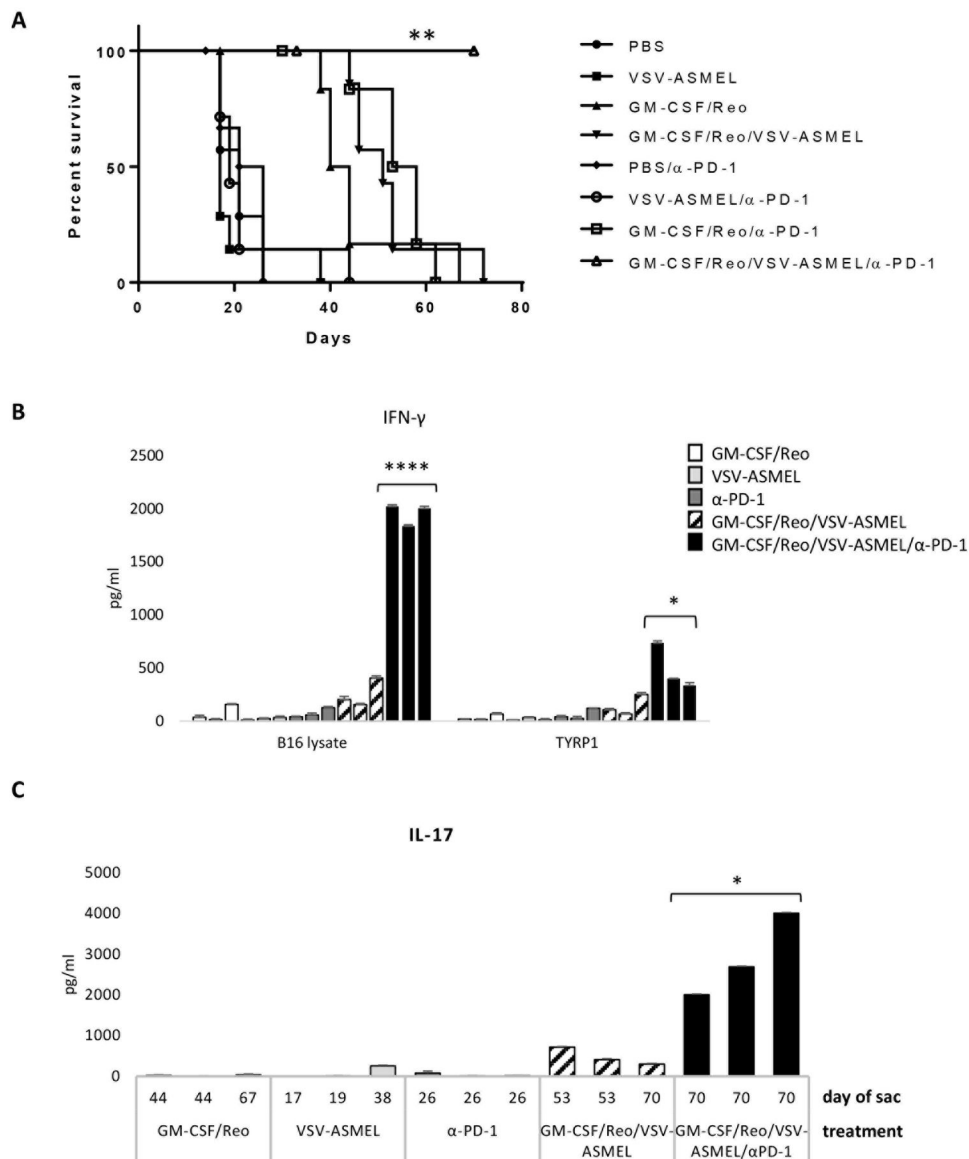 A
**
100
50
0
Percent survival
0 20 40 60 80
Days
PBS
VSV-ASMEL
GM-CSF/Reo
GM-CSF/Reo/VSV-ASMEL
PBS/α-PD-1
VSV-ASMEL/α-PD-1
GM-CSF/Reo/α-PD-1
GM-CSF/Reo/VSV-ASMEL/α-PD-1
B
IFN-γ
2500
2000
1500
1000
500
0
pg/ml
****
*
B16 lysate TYRP1
GM-CSF/Reo
VSV-ASMEL
α-PD-1
GM-CSF/Reo/VSV-ASMEL
GM-CSF/Reo/VSV-ASMEL/α-PD-1
C
IL-17
5000
4000
3000
2000
1000
0
pg/ml
*
44 44 67 17 19 38 26 26 26 53 53 70 70 70 70 day of sac
GM-CSF/Reo VSV-ASMEL α-PD-1 GM-CSF/Reo/VSV- GM-CSF/Reo/VSV- treatment
ASMEL ASMEL/αPD-1